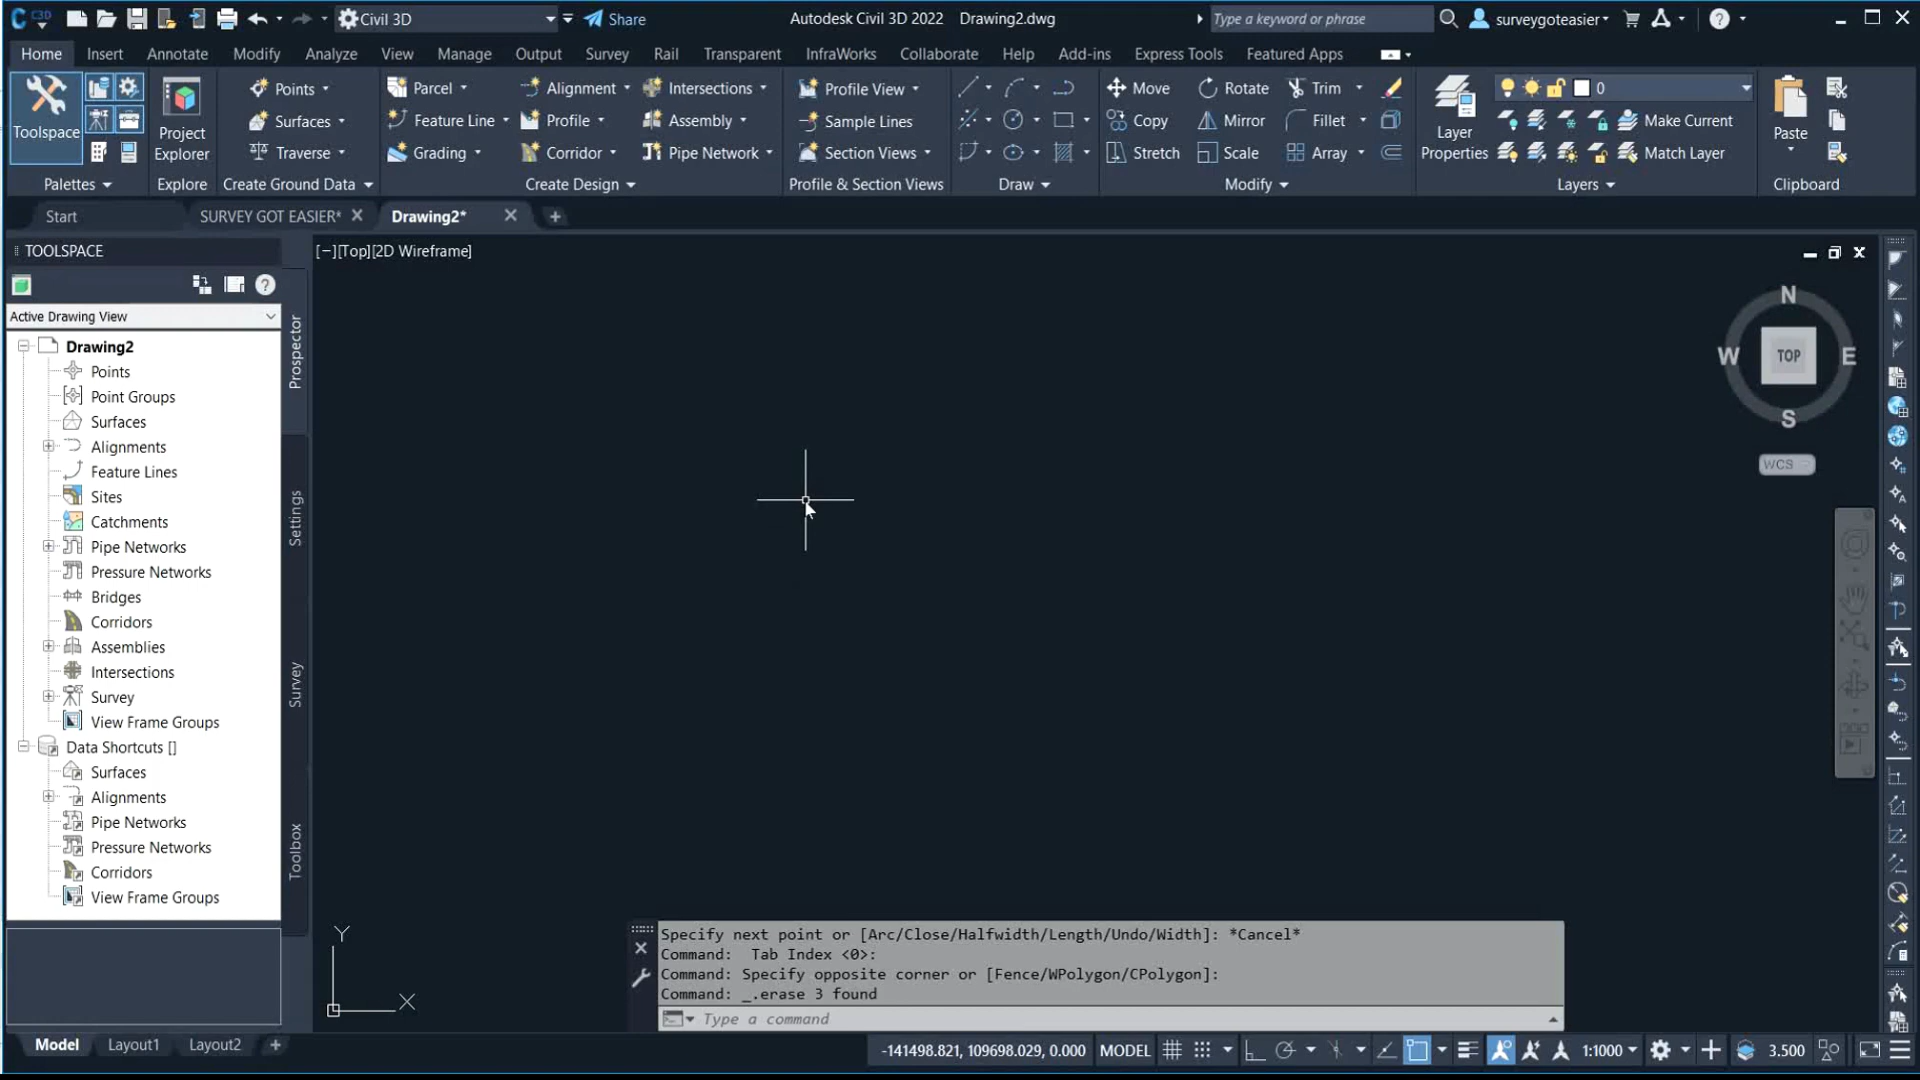 C3D Civil 3D Share Autodesk Civil 3D 2022 Drawing2.dwg Type a keyword or phrase surveygoteasier
Home Insert Annotate Modify Analyze View Manage Output Survey Rail Transparent InfraWorks Collaborate Help Add-ins Express Tools Featured Apps
Points Parcel Alignment Intersections Profile View Move Rotate Trim 0
Toolspace Project Explorer Surfaces Feature Line Profile Assembly Sample Lines Copy Mirror Fillet Layer Properties Make Current Paste
Traverse Grading Corridor Pipe Network Section Views Stretch Scale Array Match Layer
Palettes Explore Create Ground Data Create Design Profile & Section Views Draw Modify Layers Clipboard
Start SURVEY GOT EASIER* Drawing2*
TOOLSPACE
[−][Top][2D Wireframe]
Active Drawing View
Drawing2
Points
Point Groups
Surfaces
Alignments
Feature Lines
Sites
Catchments
Pipe Networks
Pressure Networks
Bridges
Corridors
Assemblies
Intersections
Survey
View Frame Groups
Data Shortcuts []
Surfaces
Alignments
Pipe Networks
Pressure Networks
Corridors
View Frame Groups
Prospector
Settings
Survey
Toolbox
N
W TOP E
S
WCS
Y
X
Specify next point or [Arc/Close/Halfwidth/Length/Undo/Width]: *Cancel*
Command: Tab Index <0>:
Command: Specify opposite corner or [Fence/WPolygon/CPolygon]:
Command: _.erase 3 found
Type a command
Model Layout1 Layout2 -141498.821, 109698.029, 0.000 MODEL 1:1000 3.500